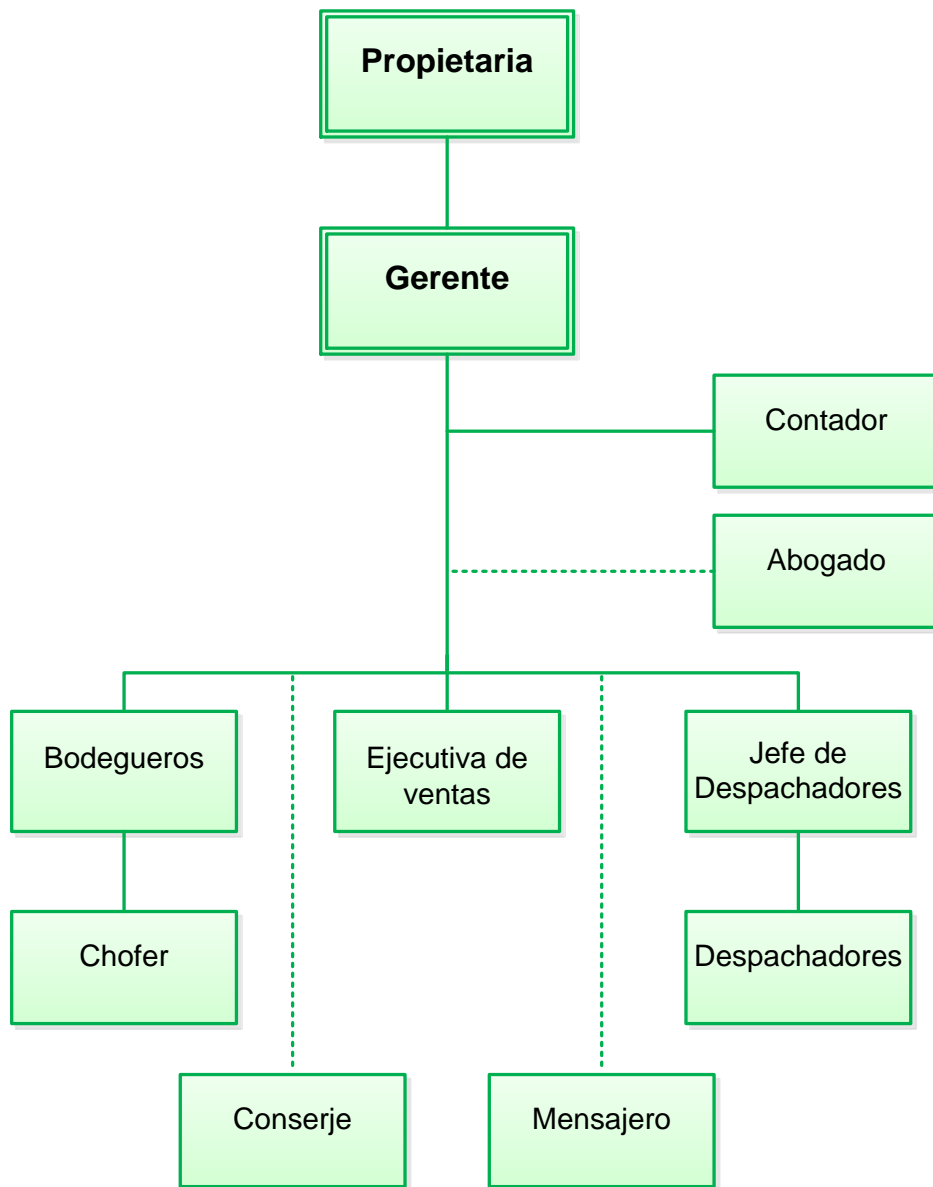 Propietaria
Gerente
Contador
Abogado
Bodegueros
Ejecutiva de
ventas
Jefe de
Despachadores
Chofer
Despachadores
Conserje
Mensajero